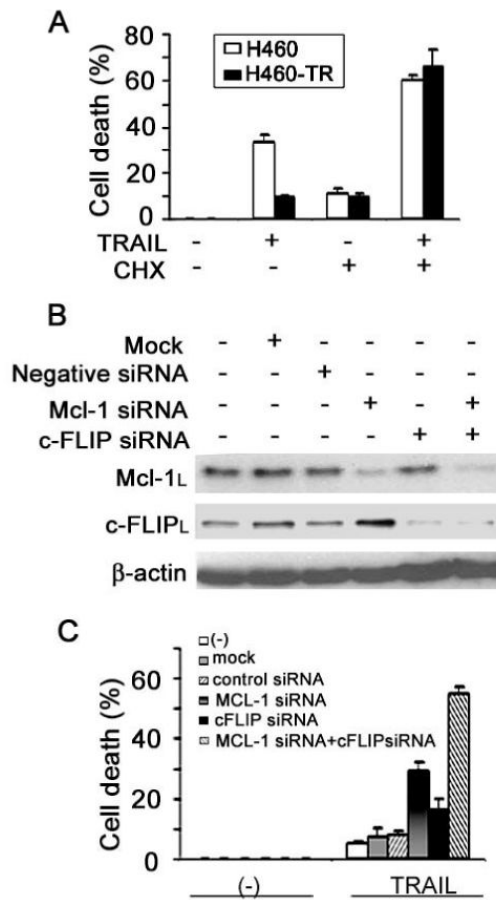 A
H460
H460-TR
Cell death (%)
80
60
40
20
0
TRAIL - + - +
CHX - - + +
B
Mock - + - - - -
Negative siRNA - - + - - -
Mcl-1 siRNA - - - + - +
c-FLIP siRNA - - - - + +
Mcl-1L
c-FLIPL
β-actin
C
(-)
mock
control siRNA
MCL-1 siRNA
cFLIP siRNA
MCL-1 siRNA+cFLIPsiRNA
Cell death (%)
60
30
0
(-) TRAIL